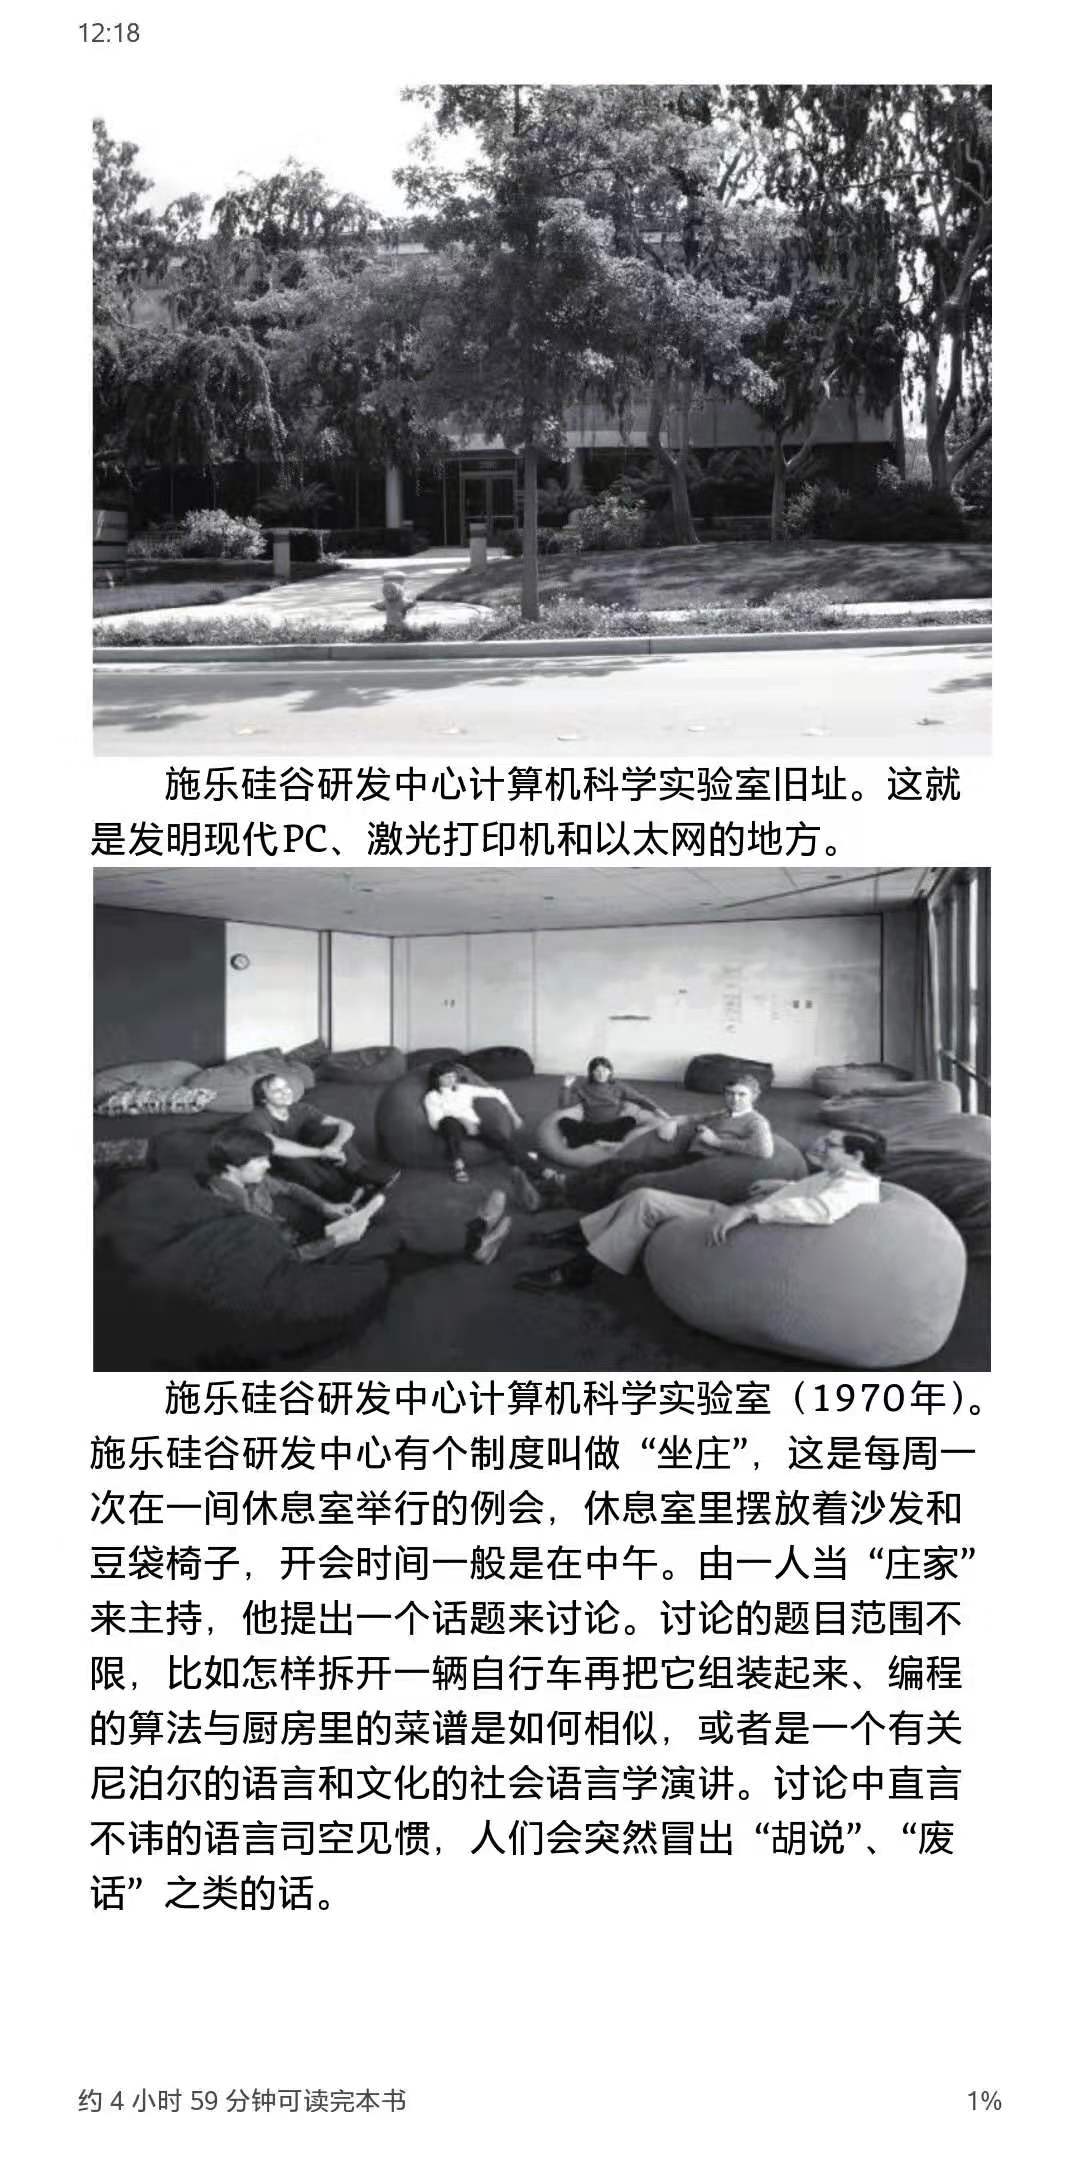 12:18
施乐硅谷研发中心计算机科学实验室旧址。这就
是发明现代PC、激光打印机和以太网的地方。
施乐硅谷研发中心计算机科学实验室（1970年）。
施乐硅谷研发中心有个制度叫做“坐庄”，这是每周一
次在一间休息室举行的例会，休息室里摆放着沙发和
豆袋椅子，开会时间一般是在中午。由一人当“庄家”
来主持，他提出一个话题来讨论。讨论的题目范围不
限，比如怎样拆开一辆自行车再把它组装起来、编程
的算法与厨房里的菜谱是如何相似，或者是一个有关
尼泊尔的语言和文化的社会语言学演讲。讨论中直言
不讳的语言司空见惯，人们会突然冒出“胡说”、“废
话”之类的话。
约 4 小时 59 分钟可读完本书
1%